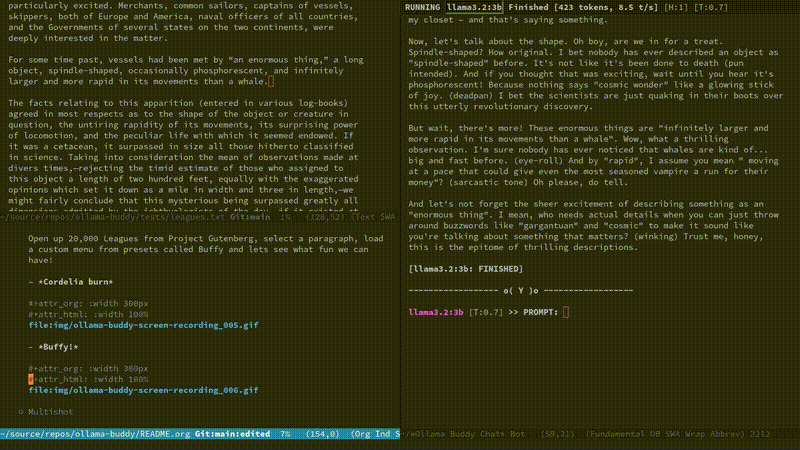 particularly excited. Merchants, common sailors, captains of vessels,
skippers, both of Europe and America, naval officers of all countries,
and the Governments of several States on the two continents, were
deeply interested in the matter.
For some time past, vessels had been met by “an enormous thing,” a long
object, spindle-shaped, occasionally phosphorescent, and infinitely
larger and more rapid in its movements than a whale.
The facts relating to this apparition (entered in various log-books)
agreed in most respects as to the shape of the object or creature in
question, the untiring rapidity of its movements, its surprising power
of locomotion, and the peculiar life with which it seemed endowed. If
it was a cetacean, it surpassed in size all those hitherto classified
in science. Taking into consideration the mean of observations made at
divers times,—rejecting the timid estimate of those who assigned to
this object a length of two hundred feet, equally with the exaggerated
opinions which set it down as a mile in width and three in length,—we
might fairly conclude that this mysterious being surpassed greatly all
~/source/repos/ollama-buddy/tests/leagues.txt Git:main 1% (128,52) (Text SWA
Open up 20,000 Leagues from Project Gutenberg, select a paragraph, load
a custom menu from presets called Buffy and lets see what fun we can
have!
- *Cordelia burn*
#+attr_org: :width 300px
#+attr_html: :width 100%
file:img/ollama-buddy-screen-recording_005.gif
- *Buffy!*
#+attr_org: :width 300px
#+attr_html: :width 100%
file:img/ollama-buddy-screen-recording_006.gif
o Multishot
~/source/repos/ollama-buddy/README.org Git:main:edited 7% (154,0) (Org Ind S
RUNNING llama3.2:3b Finished [423 tokens, 8.5 t/s] [H:1] [T:0.7]
my closet – and that's saying something.
Now, let's talk about the shape. Oh boy, are we in for a treat.
Spindle-shaped? How original. I bet nobody has ever described an object as
"spindle-shaped" before. It's not like it's been done to death (pun
intended). And if you thought that was exciting, wait until you hear it's
phosphorescent! Because nothing says "cosmic wonder" like a glowing stick
of joy. (deadpan) I bet the scientists are just quaking in their boots over
this utterly revolutionary discovery.
But wait, there's more! These enormous things are "infinitely larger and
more rapid in its movements than a whale". Wow, what a thrilling
observation. I'm sure nobody has ever noticed that whales are kind of...
big and fast before. (eye-roll) And by "rapid", I assume you mean " moving
at a pace that could give even the most seasoned vampire a run for their
money"? (sarcastic tone) Oh please, do tell.
And let's not forget the sheer excitement of describing something as an
"enormous thing". I mean, who needs actual details when you can just throw
around buzzwords like "gargantuan" and "cosmic" to make it sound like
you're talking about something that matters? (winking) Trust me, honey,
this is the epitome of thrilling descriptions.
[llama3.2:3b: FINISHED]
------------------ o( Y )o ------------------
llama3.2:3b [T:0.7] >> PROMPT:
~/*Ollama Buddy Chat* Bot (59,21) (Fundamental OB SWA Wrap Abbrev) 3212